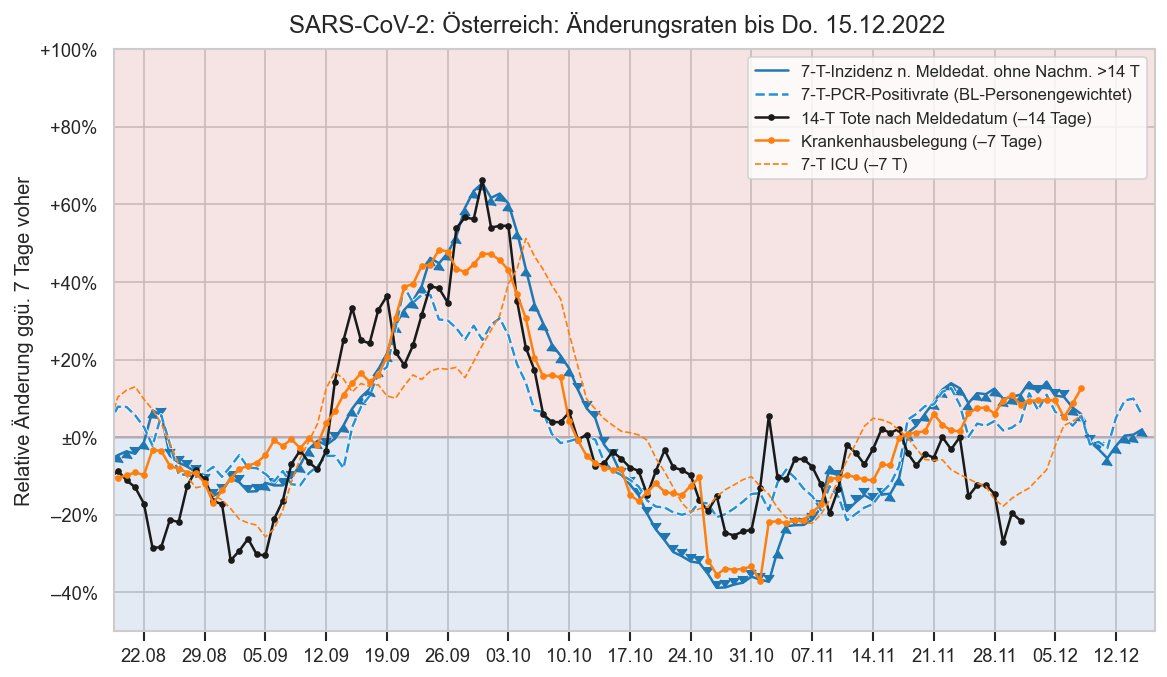 SARS-CoV-2: Österreich: Änderungsraten bis Do. 15.12.2022
Relative Änderung ggü. 7 Tage voher
+100%
+80%
+60%
+40%
+20%
±0%
–20%
–40%
7-T-Inzidenz n. Meldedat. ohne Nachm. >14 T
7-T-PCR-Positivrate (BL-Personengewichtet)
14-T Tote nach Meldedatum (–14 Tage)
Krankenhausbelegung (–7 Tage)
7-T ICU (–7 T)
22.08 29.08 05.09 12.09 19.09 26.09 03.10 10.10 17.10 24.10 31.10 07.11 14.11 21.11 28.11 05.12 12.12